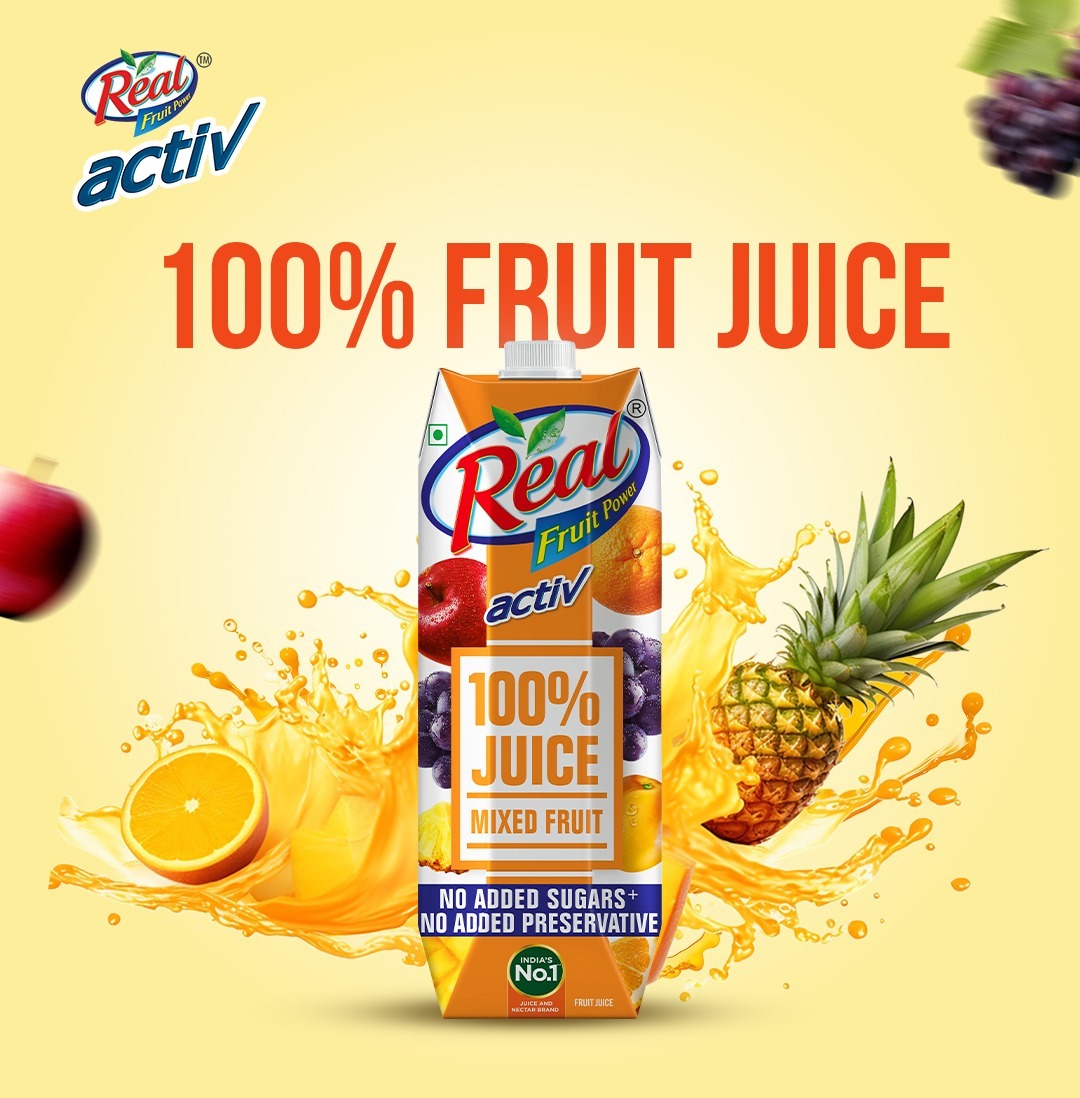 Real
TM
Fruit Power
activ
100% FRUIT JUICE
Real
®
Fruit Power
activ
100%
JUICE
MIXED FRUIT
NO ADDED SUGARS+
NO ADDED PRESERVATIVE
INDIA'S
No.1
JUICE AND
NECTAR BRAND
FRUIT JUICE